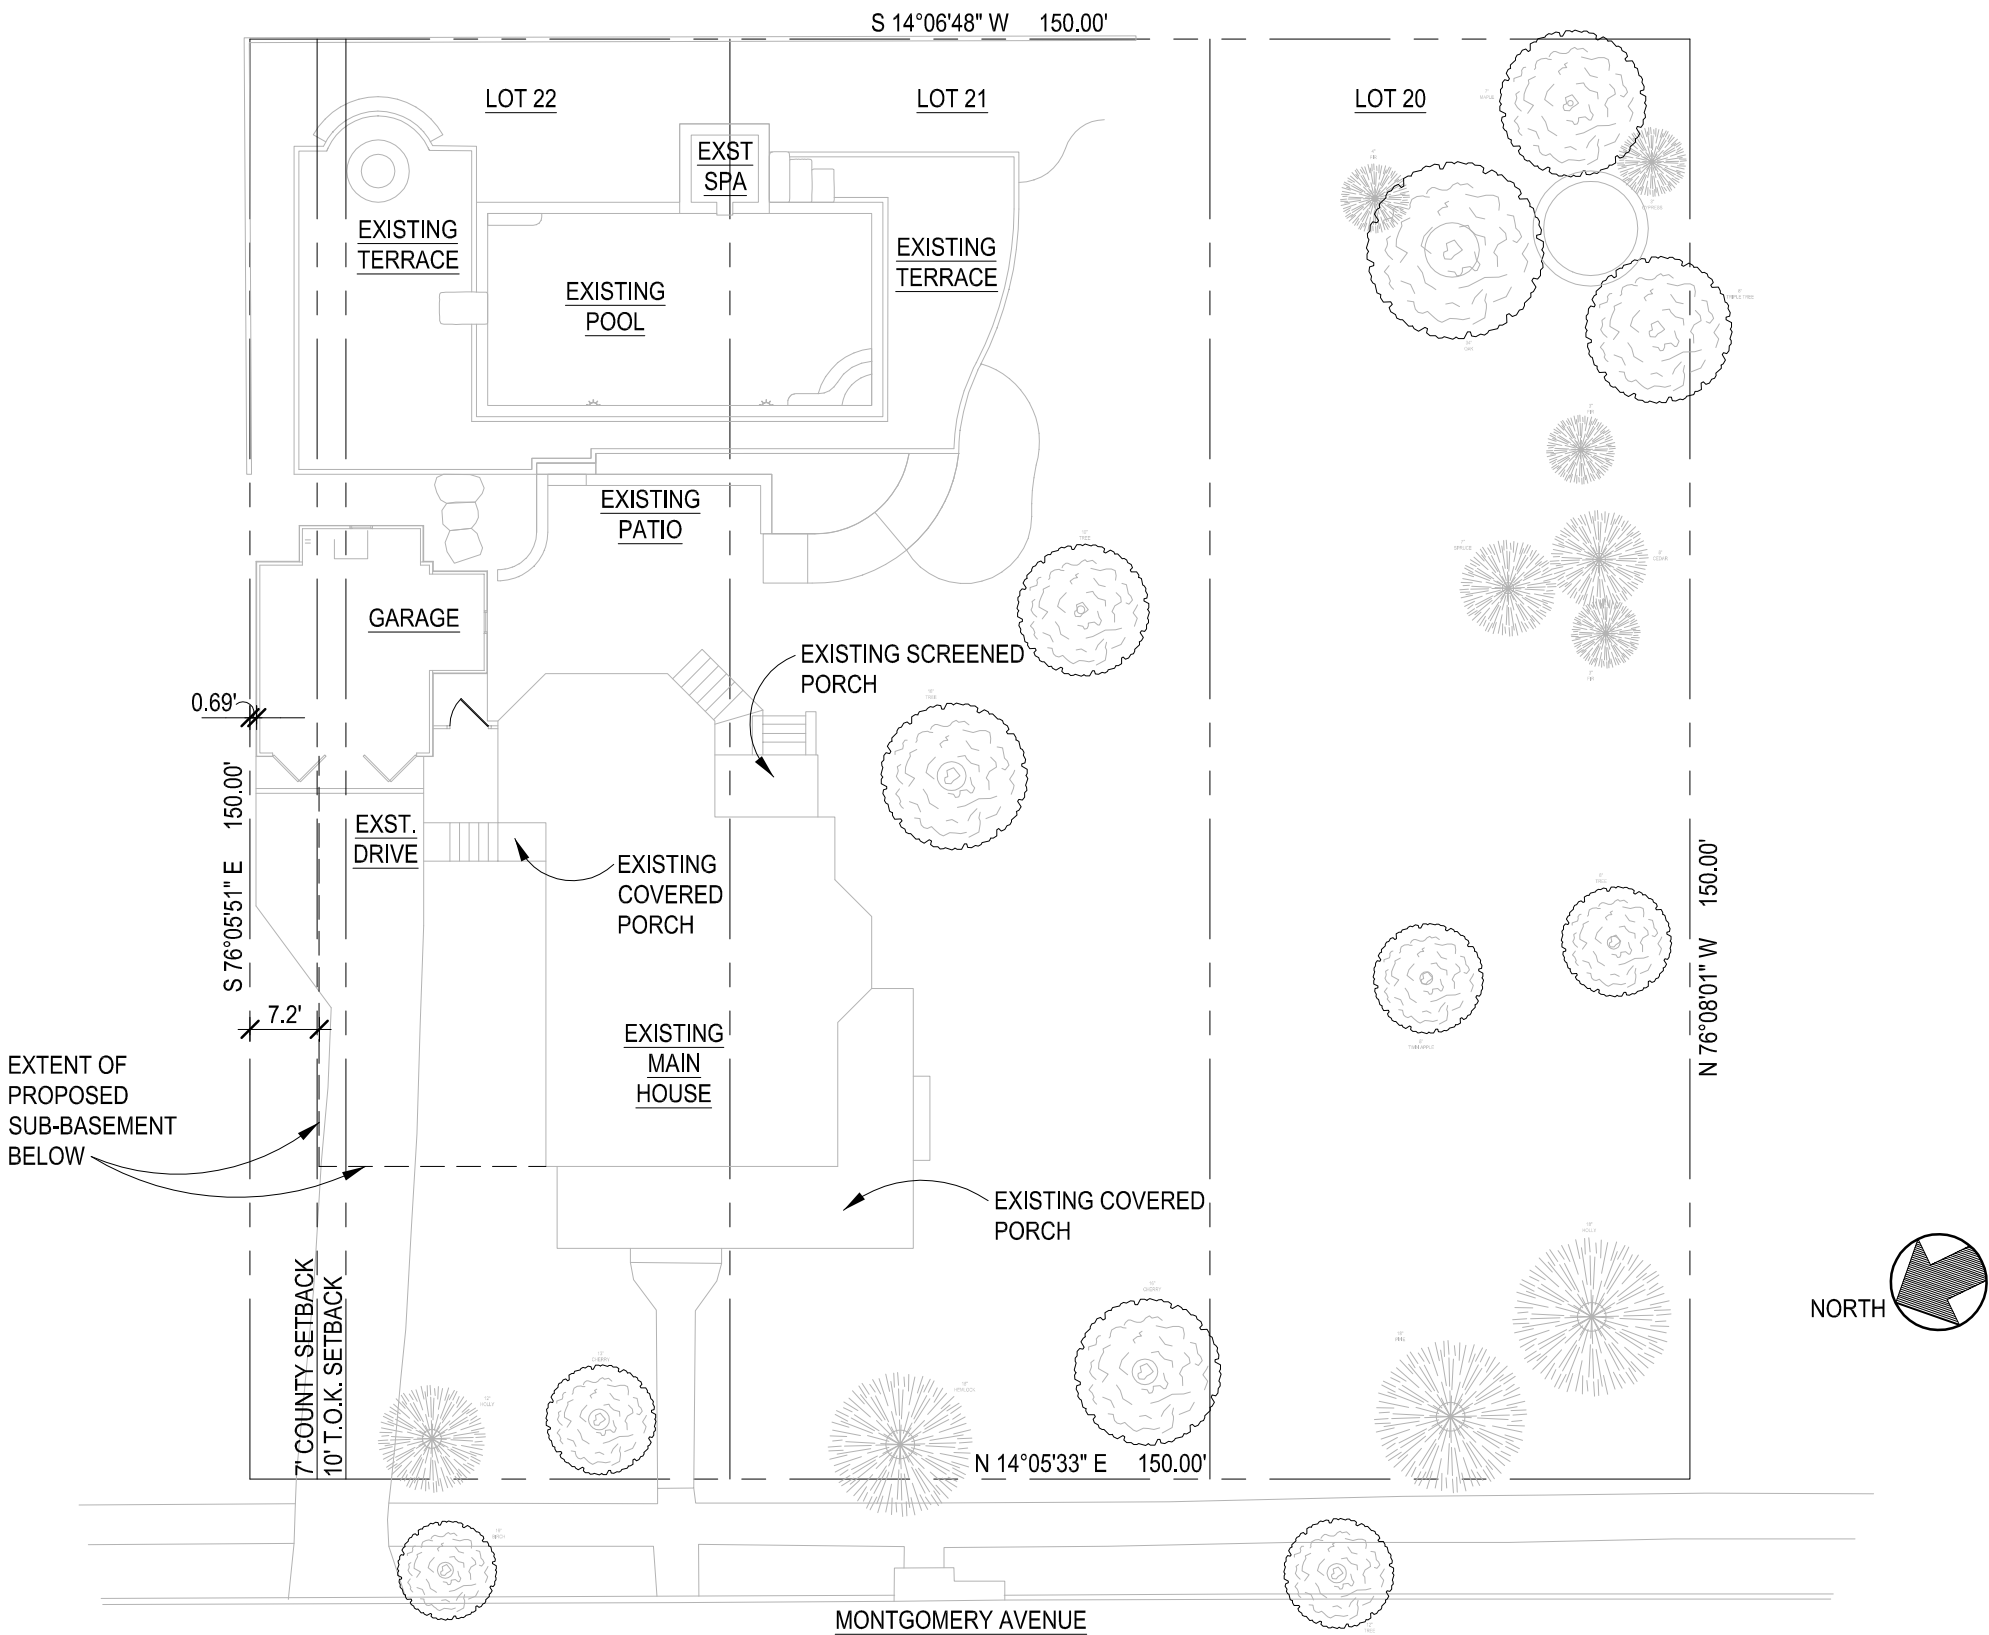 S 14°06'48" W 150.00'
LOT 22
LOT 21
LOT 20
EXST
SPA
EXISTING
TERRACE
EXISTING
TERRACE
EXISTING
POOL
EXISTING
PATIO
GARAGE
EXISTING SCREENED
PORCH
0.69'
S 76°05'51" E 150.00'
EXST.
DRIVE
EXISTING
COVERED
PORCH
N 76°08'01" W 150.00'
7.2'
EXISTING
MAIN
HOUSE
EXTENT OF
PROPOSED
SUB-BASEMENT
BELOW
EXISTING COVERED
PORCH
7' COUNTY SETBACK
10' T.O.K. SETBACK
NORTH
N 14°05'33" E 150.00'
MONTGOMERY AVENUE